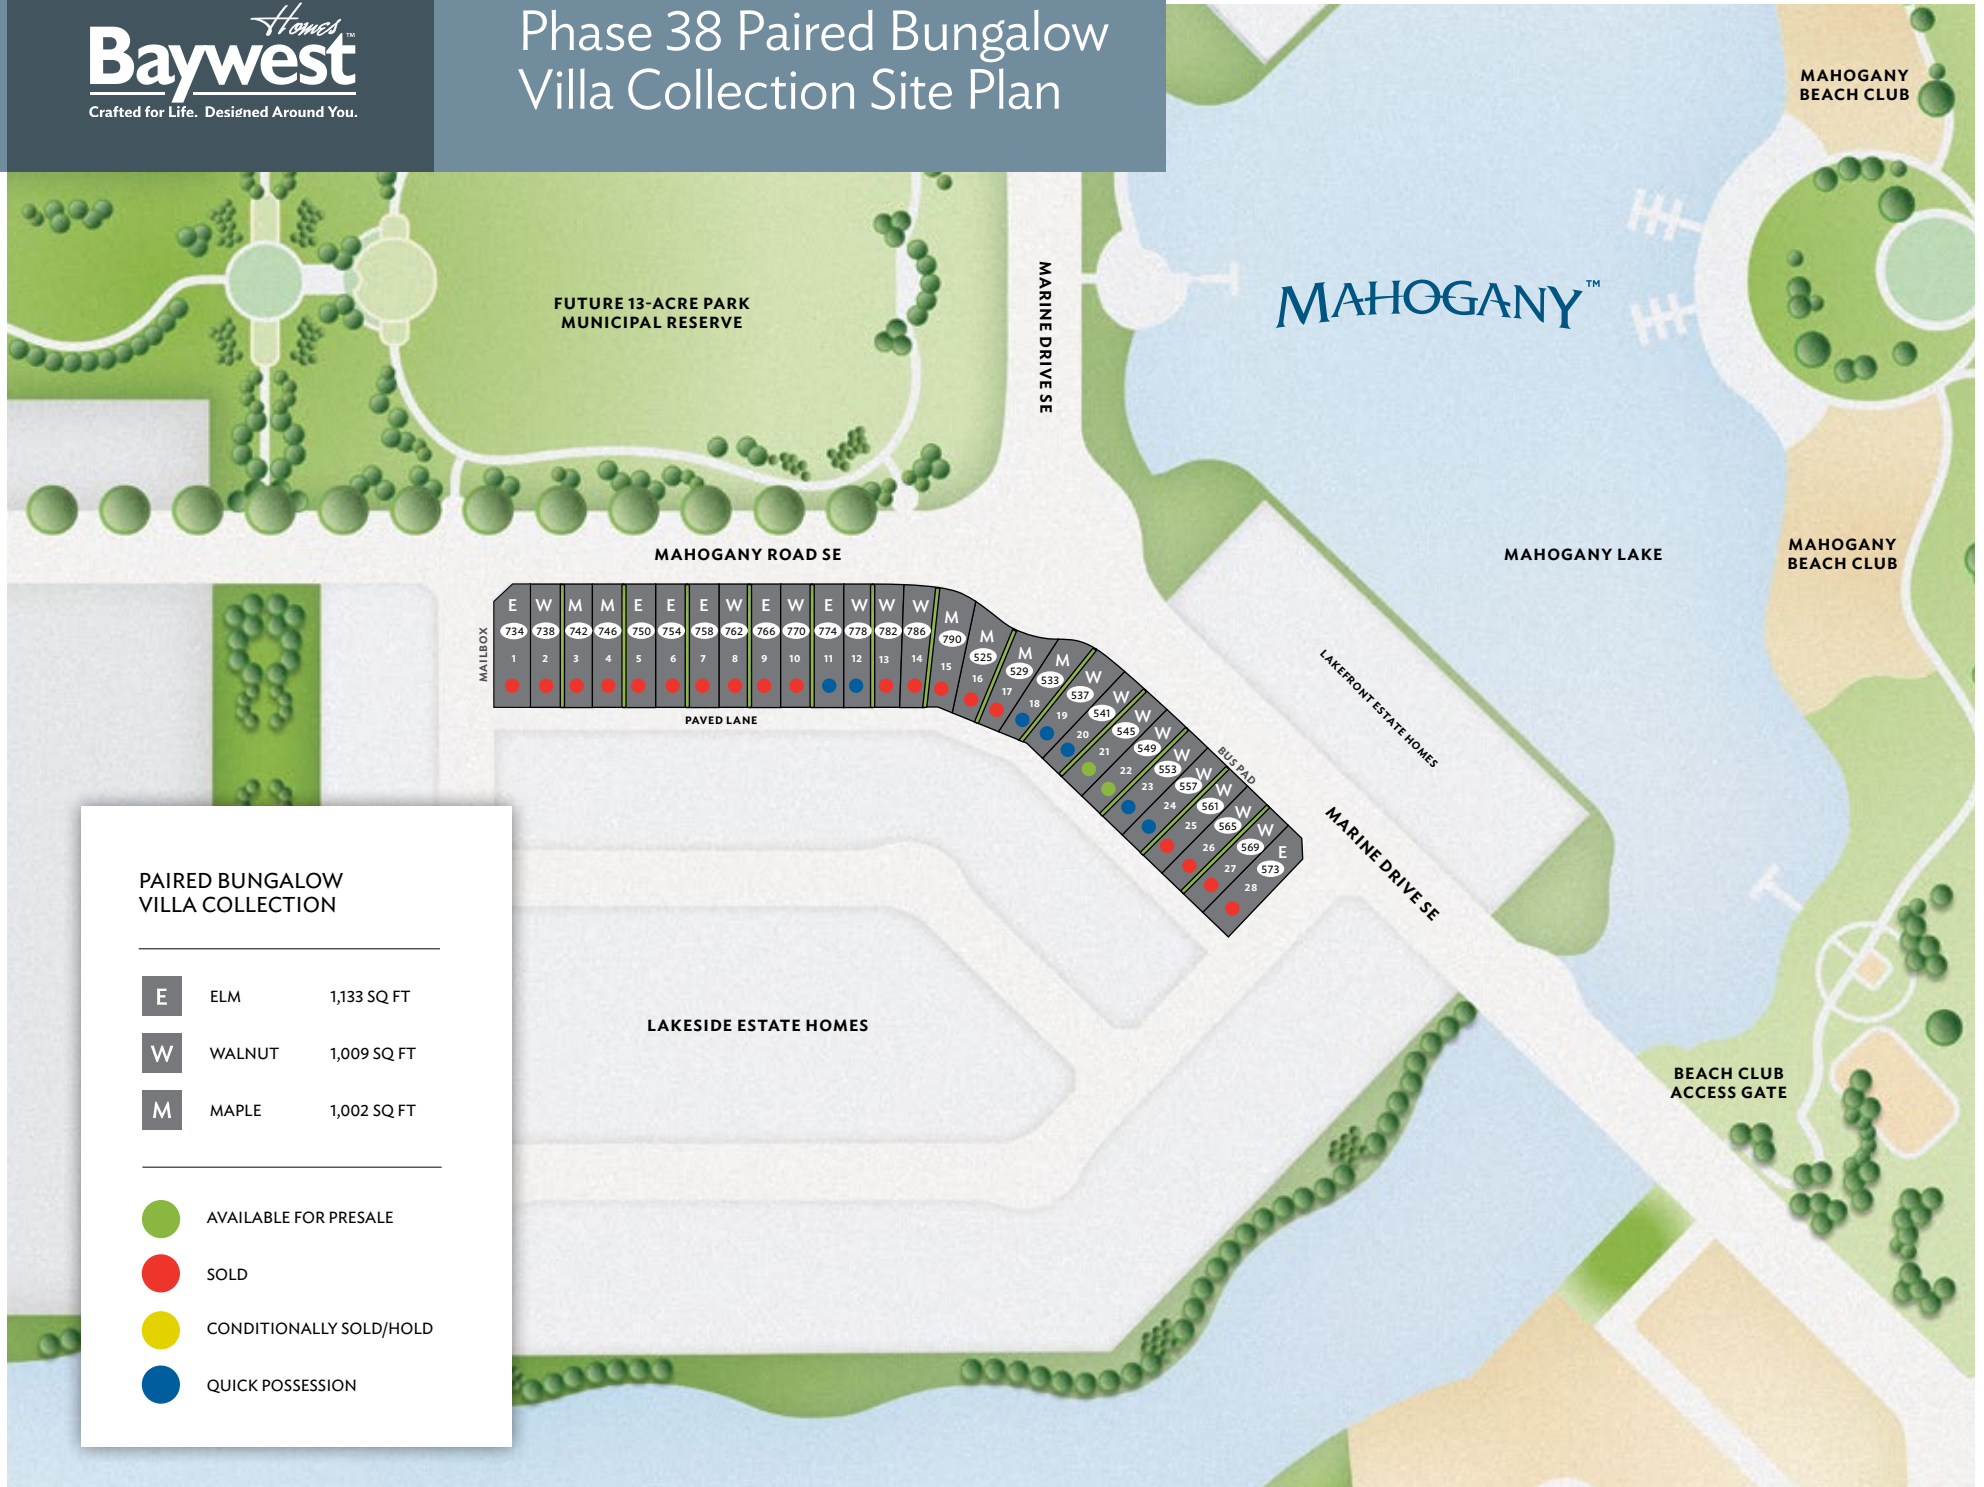 Homes
Baywest™
Crafted for Life. Designed Around You.
Phase 38 Paired Bungalow
Villa Collection Site Plan
MAHOGANY
BEACH CLUB
FUTURE 13-ACRE PARK
MUNICIPAL RESERVE
MARINE DRIVE SE
MAHOGANY™
MAHOGANY ROAD SE
MAHOGANY LAKE
MAHOGANY
BEACH CLUB
MAILBOX
E W M M E E E W E W E W W W M M M M W W W W W W W W W E
734 738 742 746 750 754 758 762 766 770 774 778 782 786 790 525 529 533 537 541 545 549 553 557 561 565 569 573
1 2 3 4 5 6 7 8 9 10 11 12 13 14 15 16 17 18 19 20 21 22 23 24 25 26 27 28
PAVED LANE
BUS PAD
LAKEFRONT ESTATE HOMES
MARINE DRIVE SE
LAKESIDE ESTATE HOMES
BEACH CLUB
ACCESS GATE
PAIRED BUNGALOW
VILLA COLLECTION
E ELM 1,133 SQ FT
W WALNUT 1,009 SQ FT
M MAPLE 1,002 SQ FT
AVAILABLE FOR PRESALE
SOLD
CONDITIONALLY SOLD/HOLD
QUICK POSSESSION